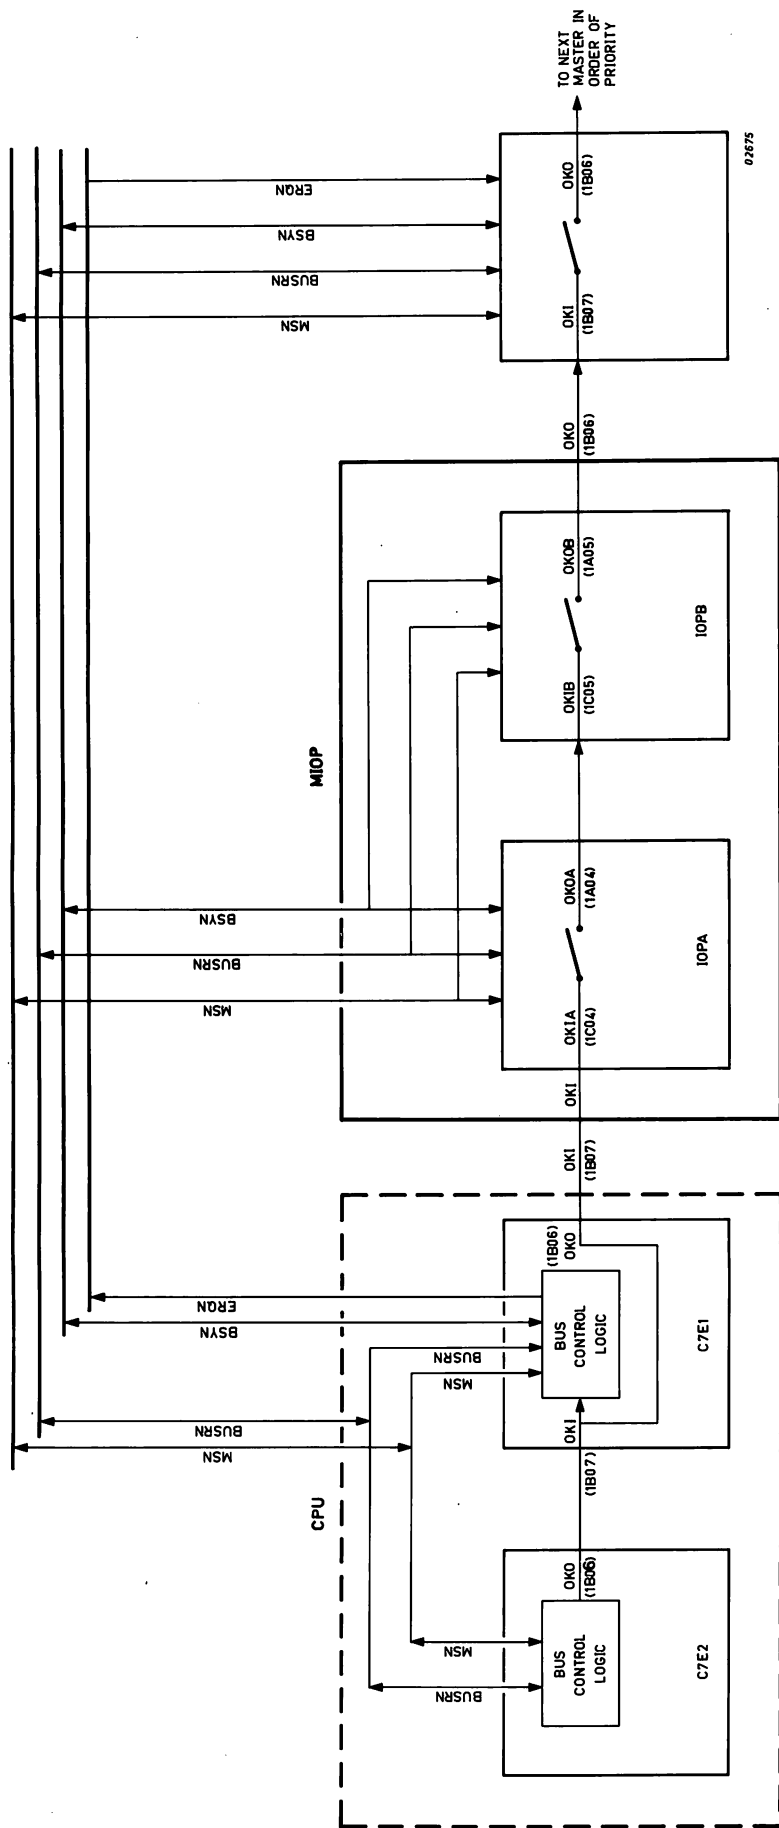 MSN
BUSRN
BSYN
ERQN
TO NEXT
MASTER IN
ORDER OF
PRIORITY
OKI
(1B07)
OKO
(1B06)
02675
OKO
(1B06)
MIOP
MSN
BUSRN
BSYN
OKI
OKIA
(1C04)
OKOA
(1A04)
IOPA
OKIB
(1C05)
OKOB
(1A05)
IOPB
OKI
(1B07)
CPU
MSN
BUSRN
BSYN
ERQN
BUSRN
MSN
BUS
CONTROL
LOGIC
OKO
(1B06)
C7E2
(1B07)
OKI
MSN
BUSRN
BUS
CONTROL
LOGIC
(1B06)
OKO
C7E1